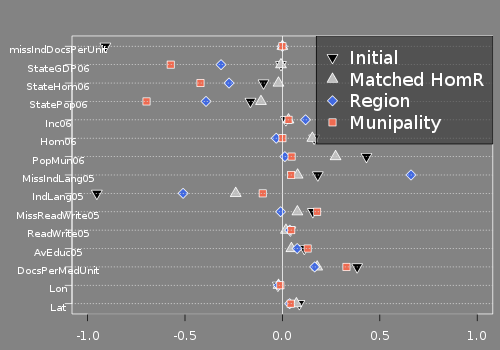 missIndDocsPerUnit
StateGDP06
StateHom06
StatePop06
Inc06
Hom06
PopMun06
MissIndLang05
IndLang05
MissReadWrite05
ReadWrite05
AvEduc05
DocsPerMedUnit
Lon
Lat
Initial
Matched HomR
Region
Munipality
-1.0 -0.5 0.0 0.5 1.0